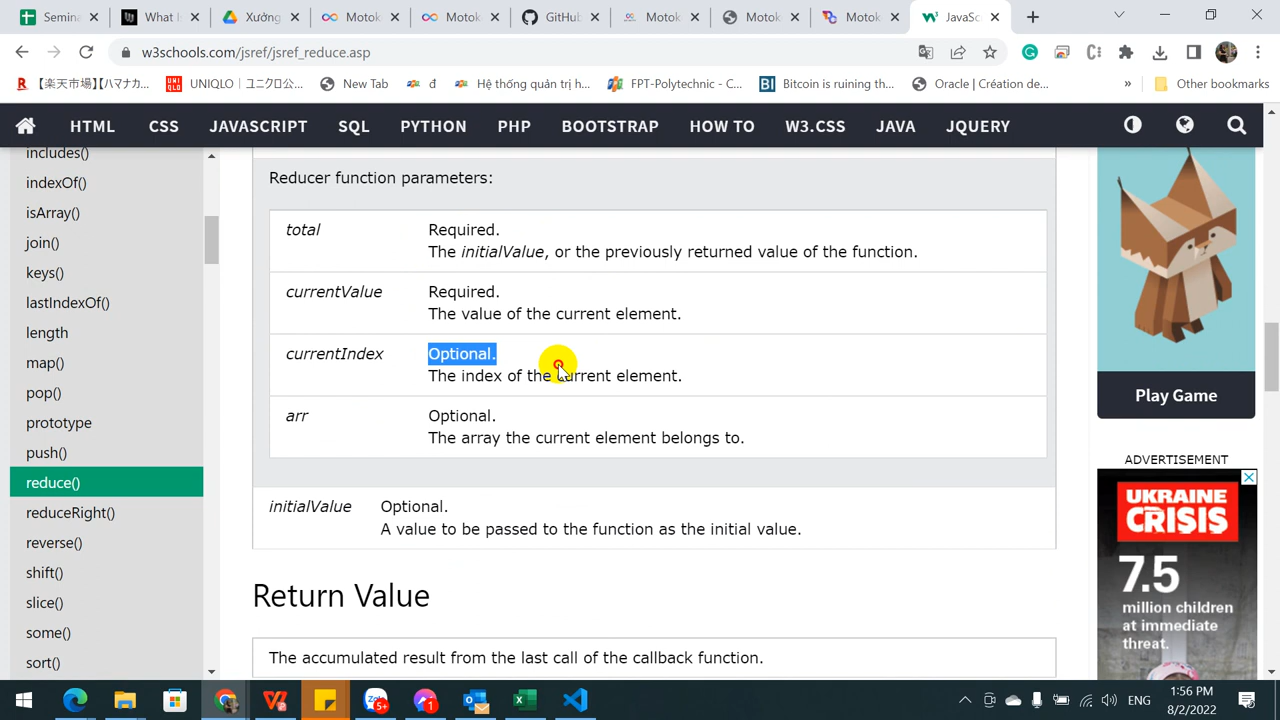 Semina
What i
Xưởng
Motok
Motok
GitHub
Motok
Motok
Motok
JavaSc
w3schools.com/jsref/jsref_reduce.asp
【楽天市場】【ハマナカ...
UNIQLO | ユニクロ公...
New Tab
đ
Hệ thống quản trị h...
FPT-Polytechnic - C...
Bitcoin is ruining th...
Oracle | Création de...
»
Other bookmarks
HTML
CSS
JAVASCRIPT
SQL
PYTHON
PHP
BOOTSTRAP
HOW TO
W3.CSS
JAVA
JQUERY
includes()
indexOf()
isArray()
join()
keys()
lastIndexOf()
length
map()
pop()
prototype
push()
reduce()
reduceRight()
reverse()
shift()
slice()
some()
sort()
Reducer function parameters:
total
Required.
The initialValue, or the previously returned value of the function.
currentValue
Required.
The value of the current element.
currentIndex
Optional.
The index of the current element.
arr
Optional.
The array the current element belongs to.
initialValue
Optional.
A value to be passed to the function as the initial value.
Return Value
The accumulated result from the last call of the callback function.
Play Game
ADVERTISEMENT
UKRAINE
CRISIS
7.5
million children
at immediate
threat.
5+
1
ENG
1:56 PM
8/2/2022